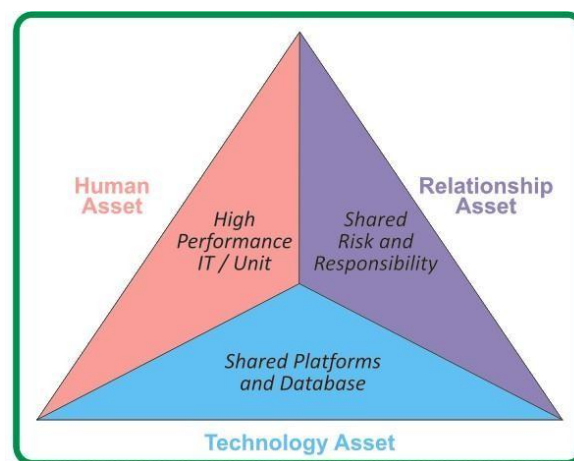 Human
Asset
Relationship
Asset
High
Performance
IT / Unit
Shared
Risk and
Responsibility
Shared Platforms
and Database
Technology Asset